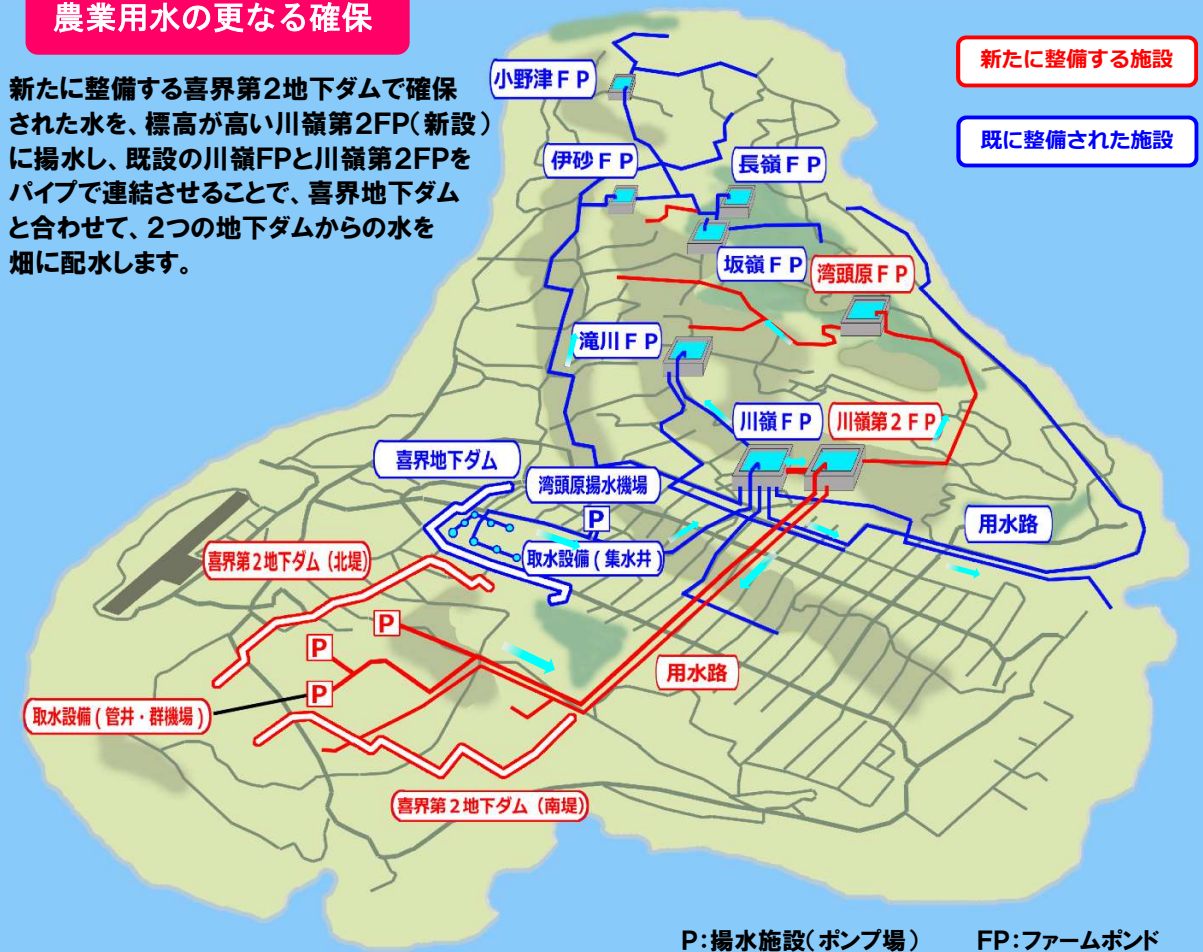 農業用水の更なる確保
新たに整備する喜界第2地下ダムで確保
された水を、標高が高い川嶺第2FP(新設)
に揚水し、既設の川嶺FPと川嶺第2FPを
パイプで連結させることで、喜界地下ダム
と合わせて、2つの地下ダムからの水を
畑に配水します。
新たに整備する施設
既に整備された施設
小野津FP
伊砂FP
長嶺FP
坂嶺FP
湾頭原FP
滝川FP
川嶺FP
川嶺第2FP
喜界地下ダム
湾頭原揚水機場
P
取水設備(集水井)
用水路
喜界第2地下ダム(北堤)
P
P
P
用水路
取水設備(管井・群機場)
喜界第2地下ダム(南堤)
P:揚水施設(ポンプ場)
FP:ファームポンド